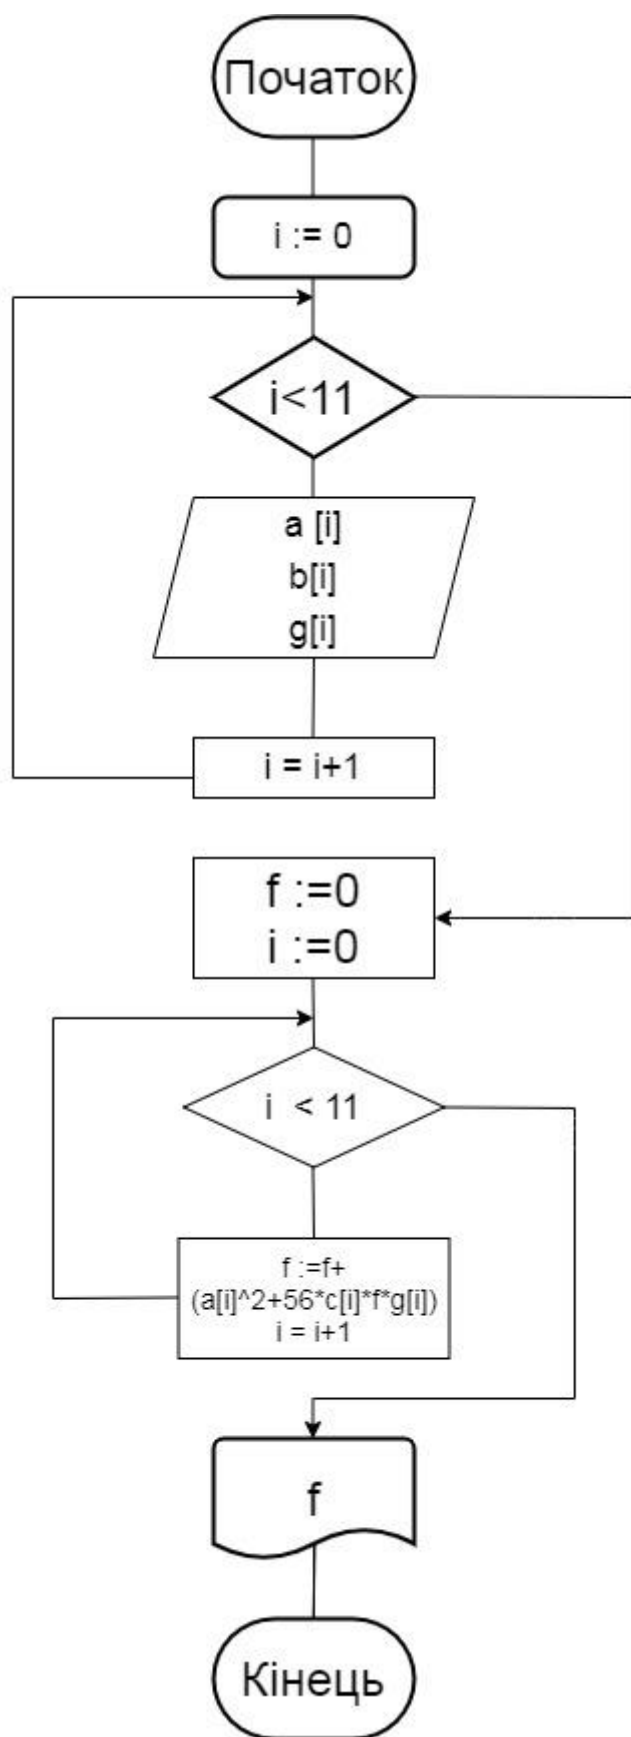 Початок
i := 0
i<11
a [i]
b[i]
g[i]
i = i+1
f :=0
i :=0
i < 11
f :=f+
(a[i]^2+56*c[i]*f*g[i])
i = i+1
f
Кінець